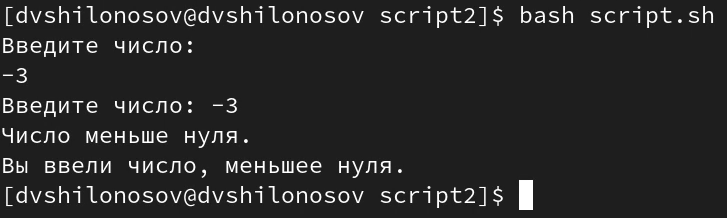 [dvshilonosov@dvshilonosov script2]$ bash script.sh
Введите число:
-3
Введите число: -3
Число меньше нуля.
Вы ввели число, меньшее нуля.
[dvshilonosov@dvshilonosov script2]$